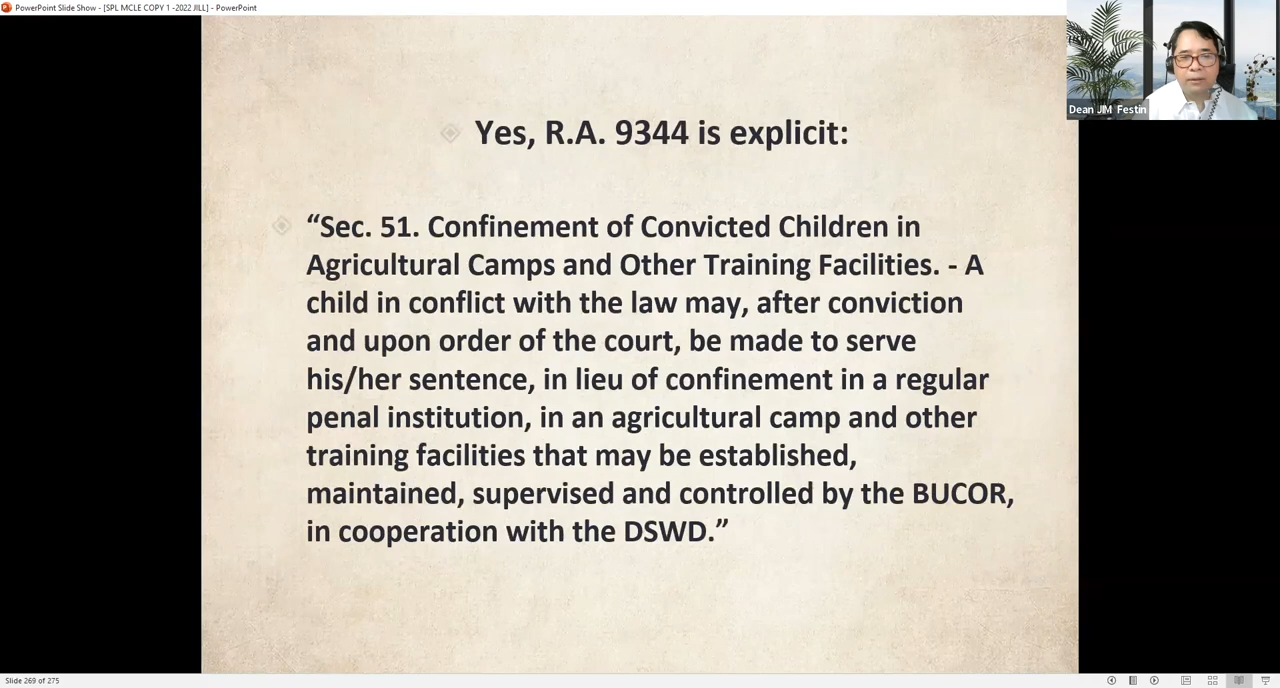 PowerPoint Slide Show - [SPL MCLE COPY 1 -2022 JILL] - PowerPoint
Dean JIM Festin
Yes, R.A. 9344 is explicit:
“Sec. 51. Confinement of Convicted Children in
Agricultural Camps and Other Training Facilities. - A
child in conflict with the law may, after conviction
and upon order of the court, be made to serve
his/her sentence, in lieu of confinement in a regular
penal institution, in an agricultural camp and other
training facilities that may be established,
maintained, supervised and controlled by the BUCOR,
in cooperation with the DSWD.”
Slide 269 of 275